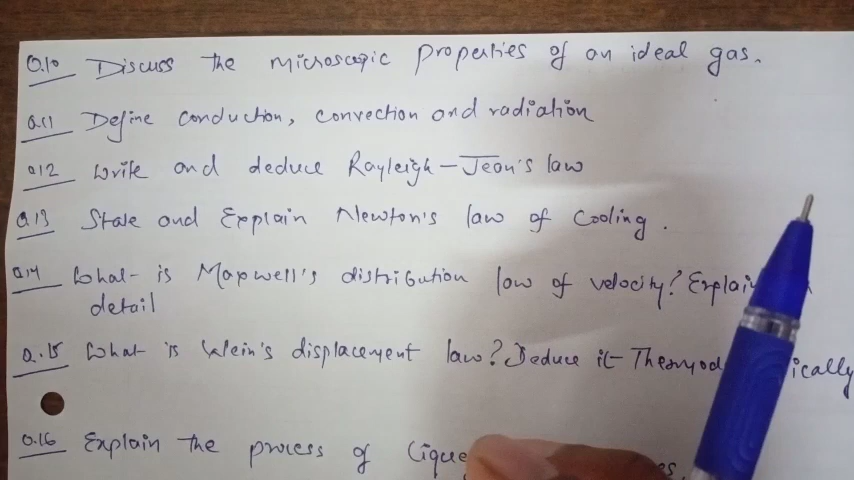 Q.10 Discuss the microscopic properties of an ideal gas.
Q.11 Define conduction, convection and radiation
Q12 Write and deduce Rayleigh-Jean's law
Q.13 State and Explain Newton's law of Cooling.
Q.14 What is Maxwell's distribution law of velocity? Explain
detail
Q.15 What is Wein's displacement law? Deduce it
Q.16 Explain the process of